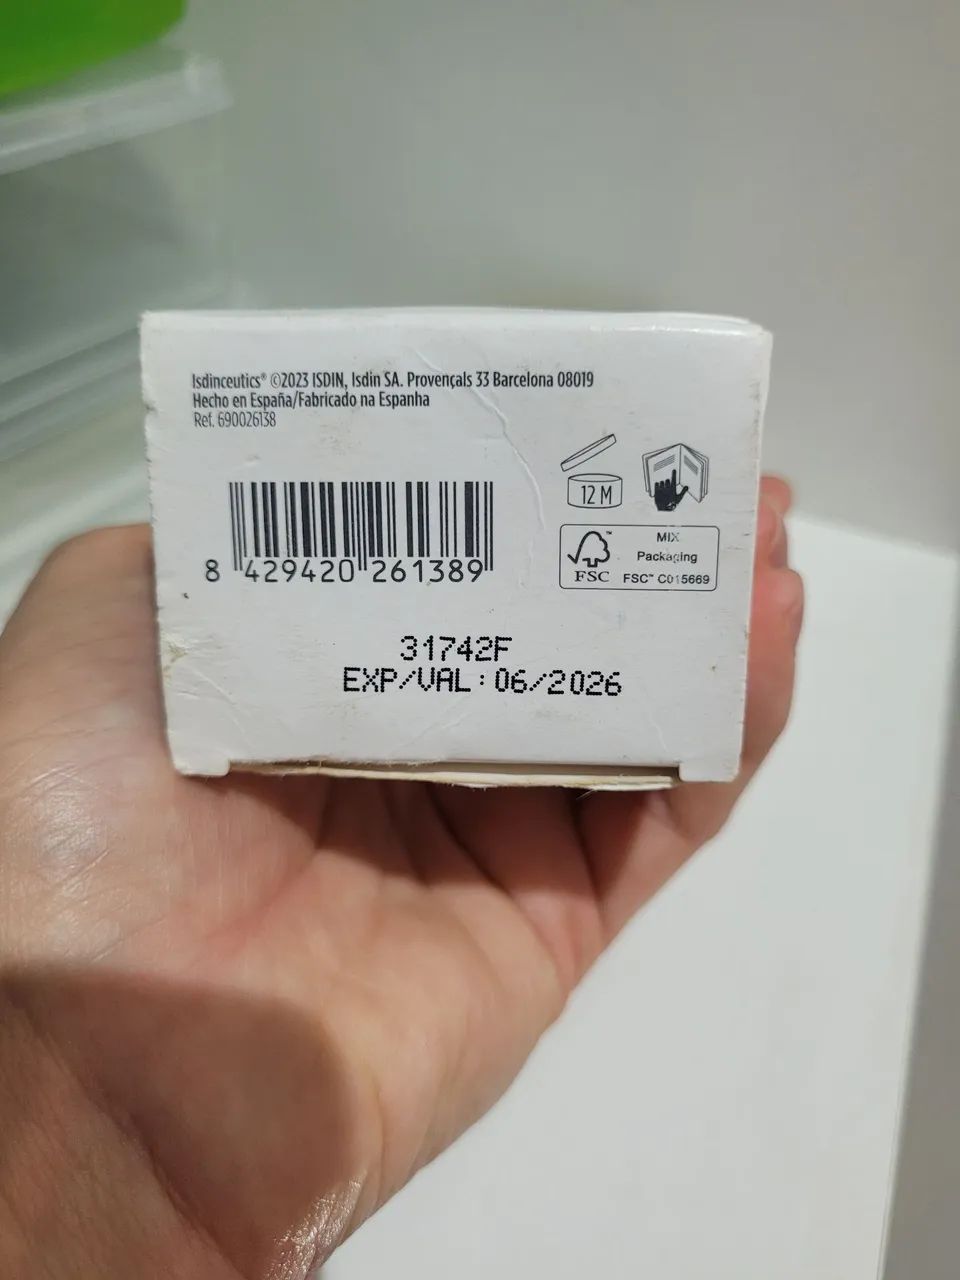 Isdinceutics® ©2023 ISDIN, Isdin SA. Provençals 33 Barcelona 08019
Hecho en España/Fabricado na Espanha
Ref. 690026138
12 M
MIX
Packaging
FSC™ C015669
FSC
8 429420 261389
31742F
EXP/VAL: 06/2026